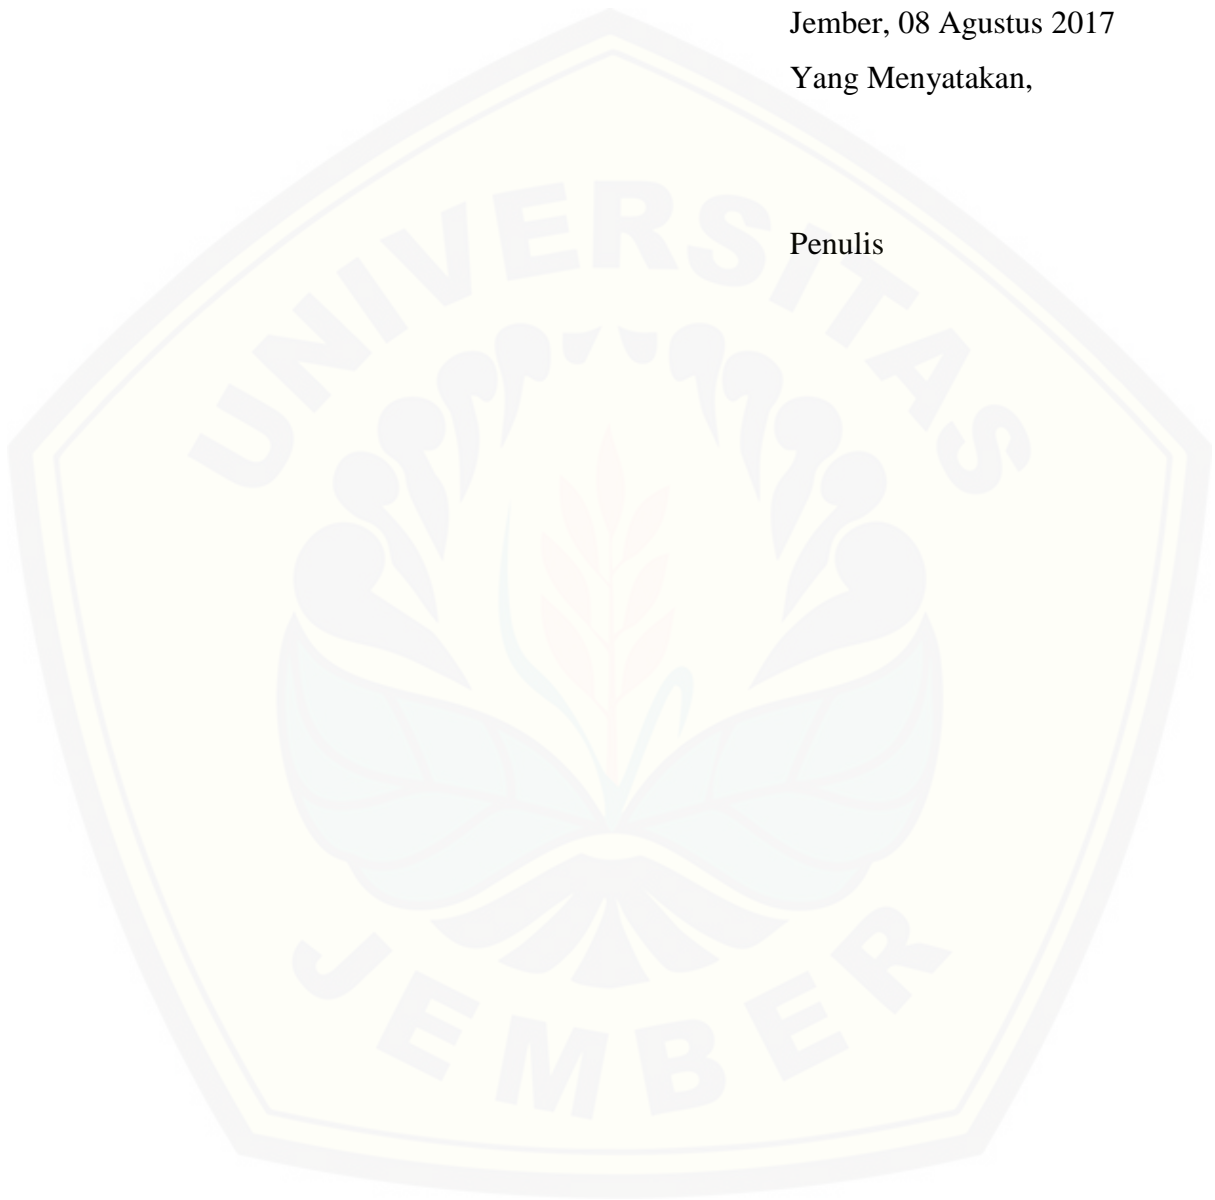 Jember, 08 Agustus 2017
Yang Menyatakan,
Penulis
UNIVERSITAS
JEMBER